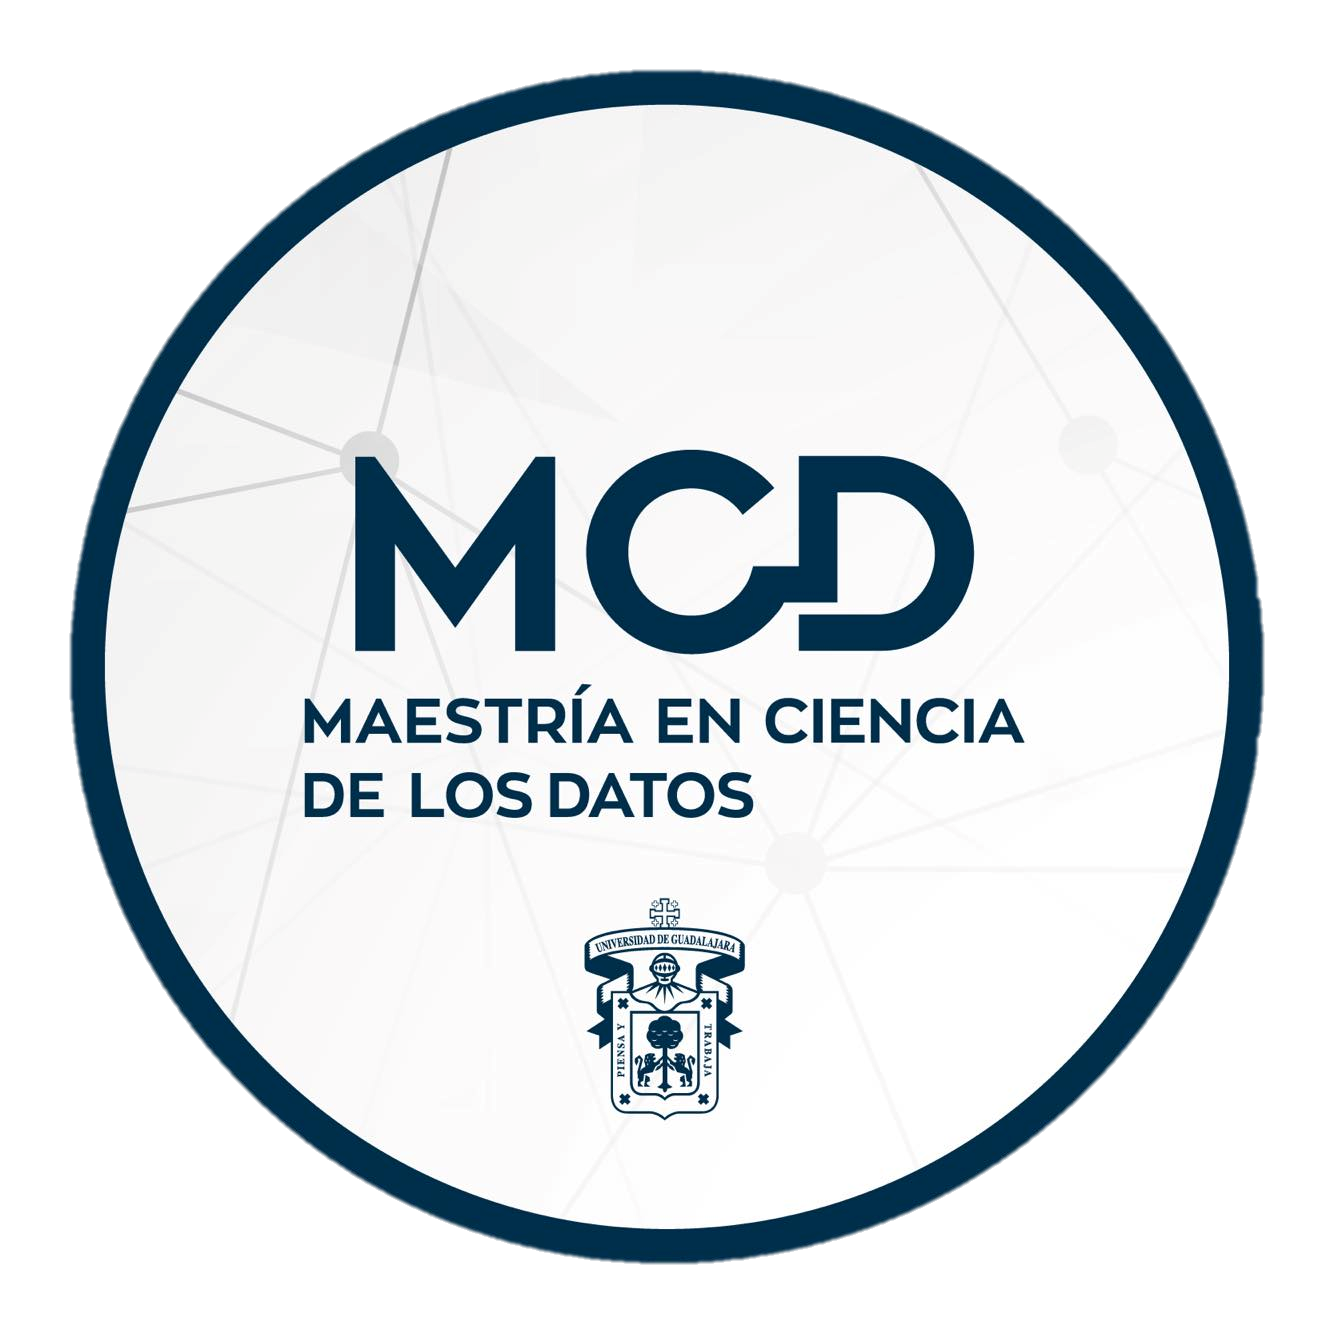 MCD
MAESTRÍA EN CIENCIA
DE LOS DATOS
UNIVERSIDAD DE GUADALAJARA
PIENSA Y
TRABAJA